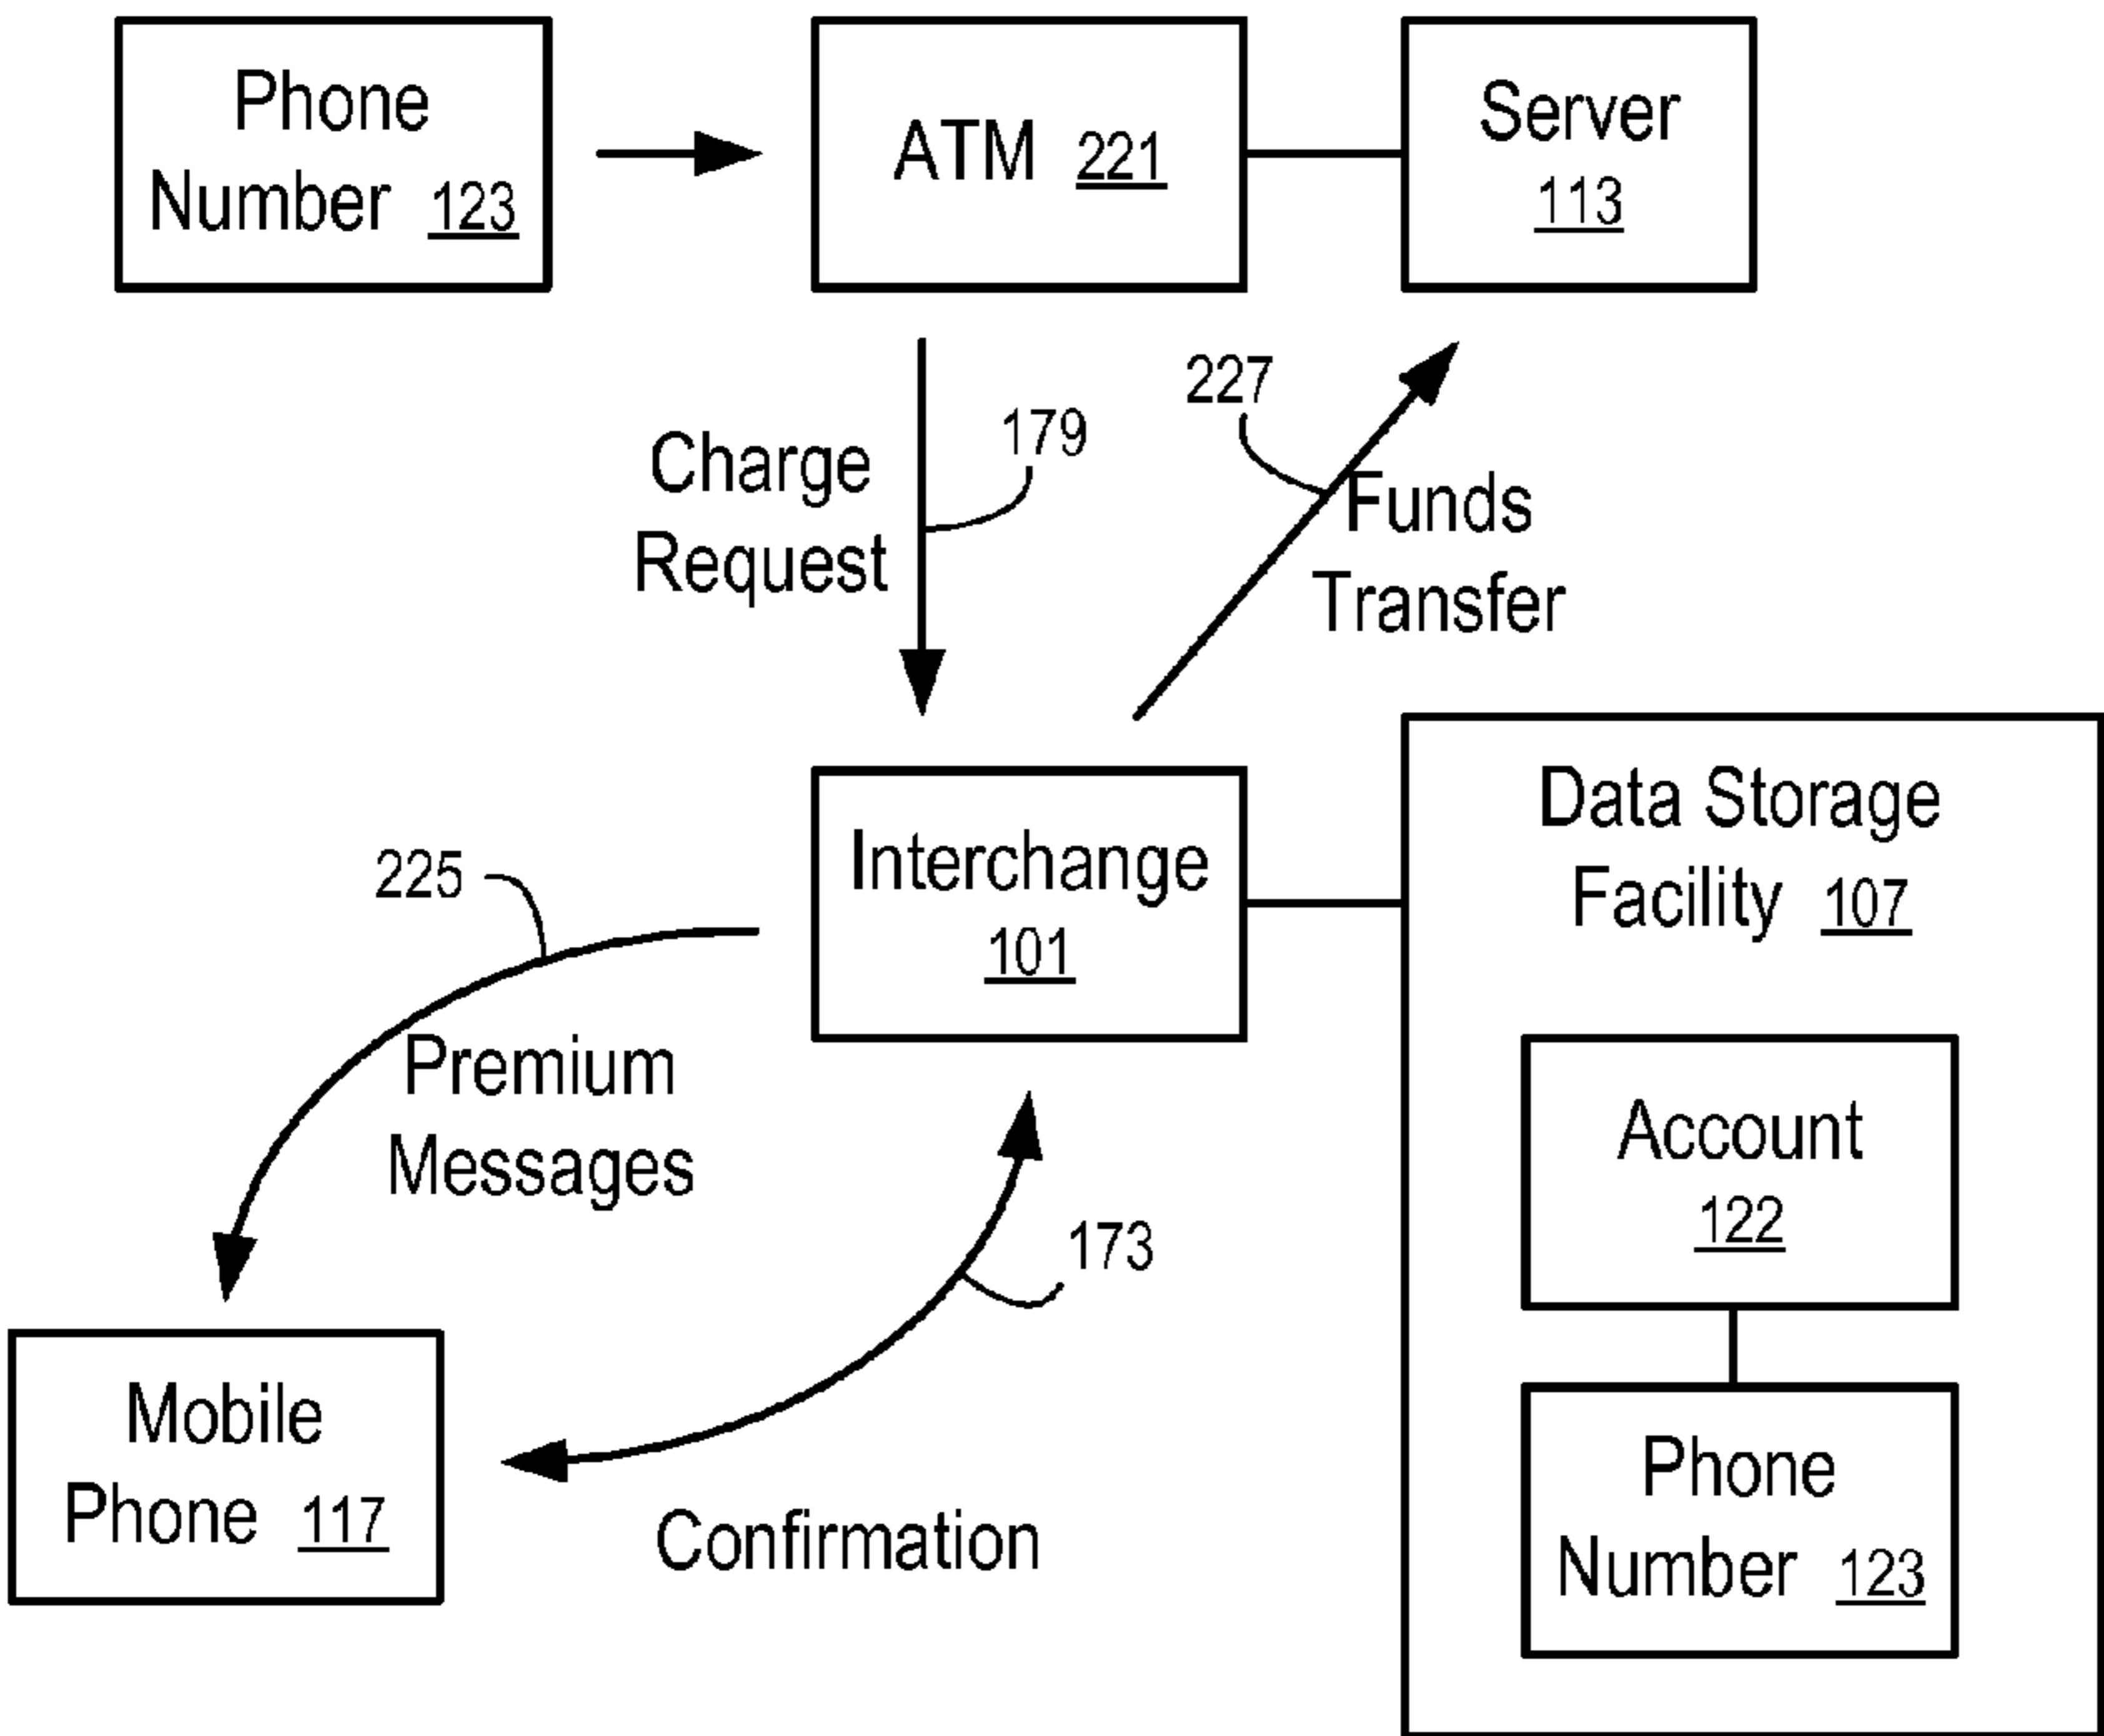 Phone
Number 123
ATM 221
Server
113
Charge
Request
179
227
Funds
Transfer
Interchange
101
Data Storage
Facility 107
225
Premium
Messages
Account
122
173
Mobile
Phone 117
Confirmation
Phone
Number 123